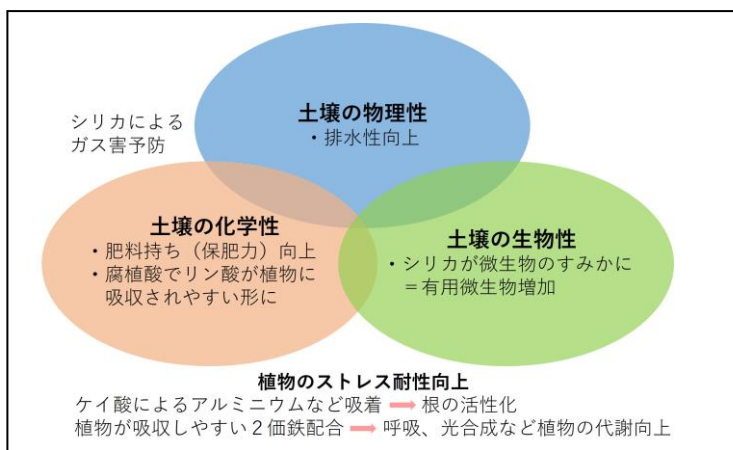 土壌の物理性
・排水性向上
シリカによる
ガス害予防
土壌の化学性
・肥料持ち（保肥力）向上
・腐植酸でリン酸が植物に
吸収されやすい形に
土壌の生物性
・シリカが微生物のすみかに
＝有用微生物増加
植物のストレス耐性向上
ケイ酸によるアルミニウムなど吸着 ➡ 根の活性化
植物が吸収しやすい２価鉄配合 ➡ 呼吸、光合成など植物の代謝向上